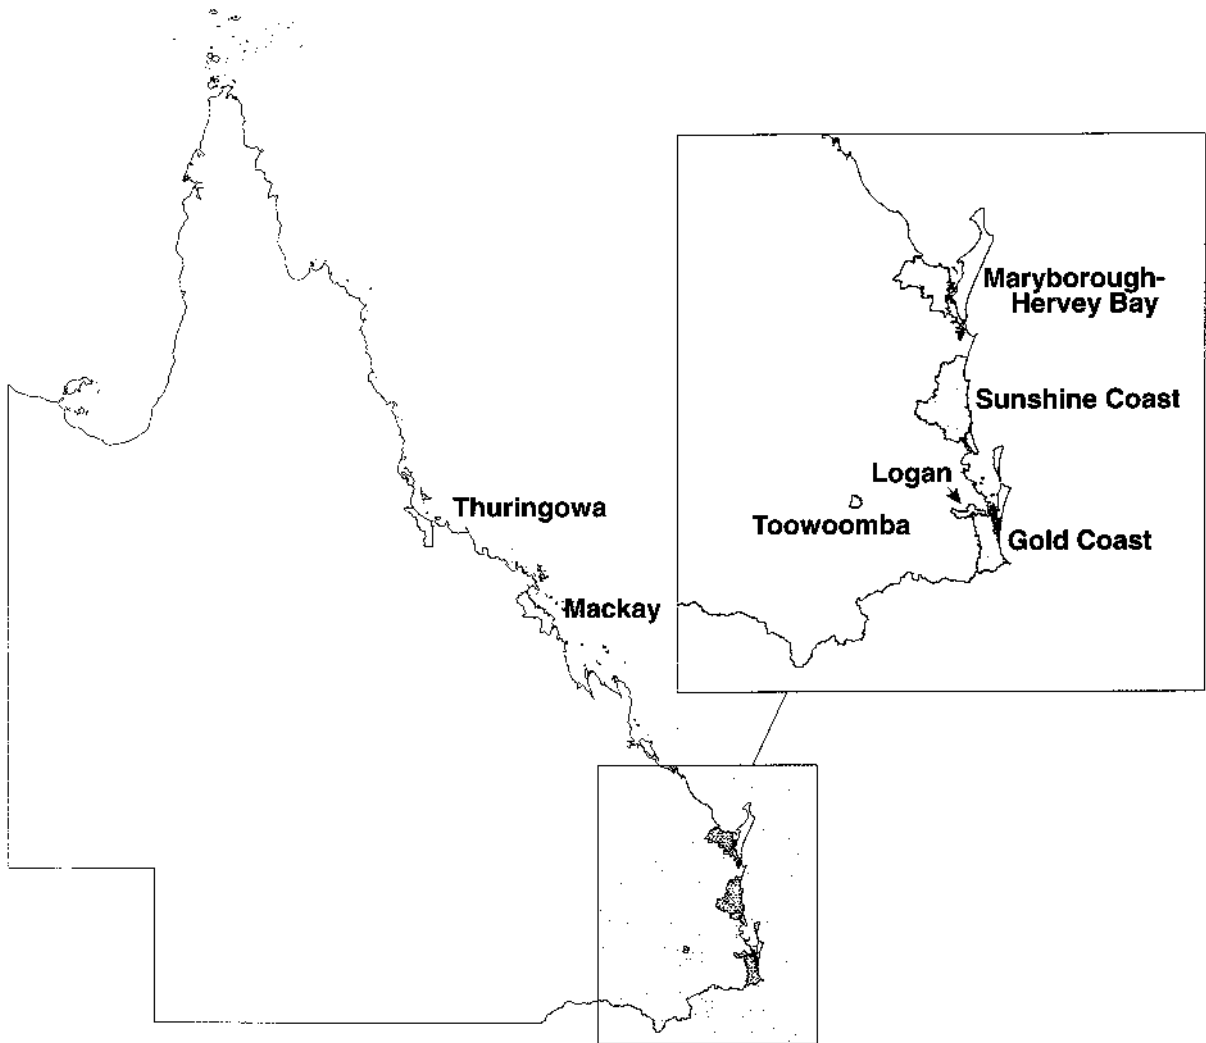 Maryborough-
Hervey Bay
Sunshine Coast
Logan
Thuringowa
Toowoomba
Gold Coast
Mackay